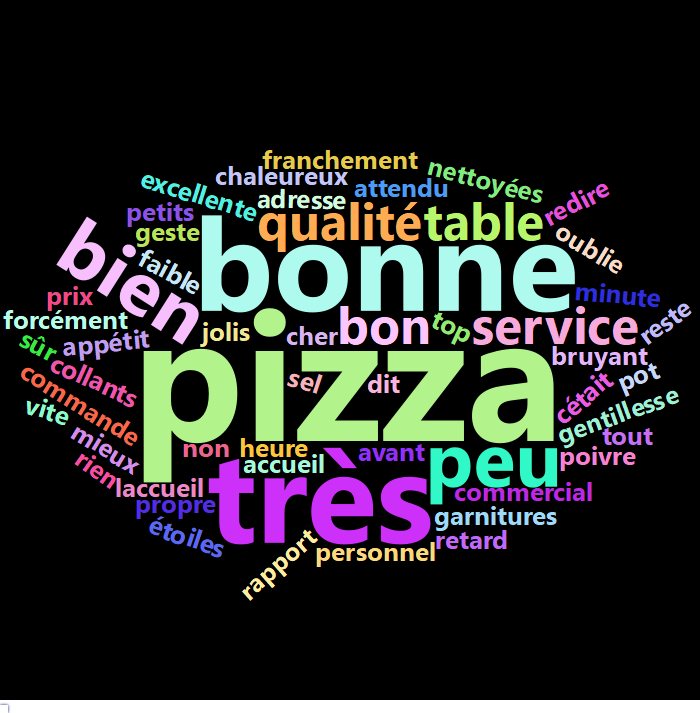 franchement
chaleureux
nettoyées
excellente
attendu
adresse
redire
petits
qualité
table
geste
oublie
bien
bonne
faible
minute
prix
forcément
jolis
cher
bon
top
service
reste
sûr
appétit
pizza
bruyant
collants
sel
dit
cétait
pot
commande
gentillesse
vite
mieux
non
heure
avant
peu
tout
rien
accueil
très
poivre
laccueil
commercial
propre
garnitures
étoiles
rapport
personnel
retard